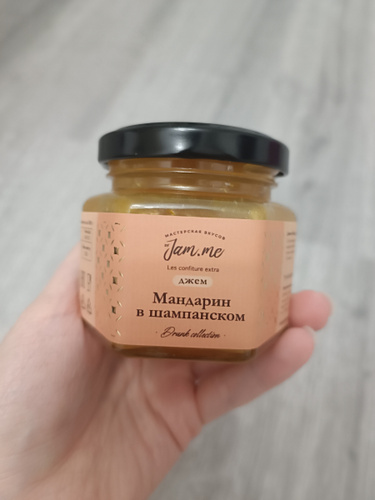 МАСТЕРСКАЯ ВКУСОВ
Jam.me
Les confiture extra
джем
Мандарин
в шампанском
Drunk collection